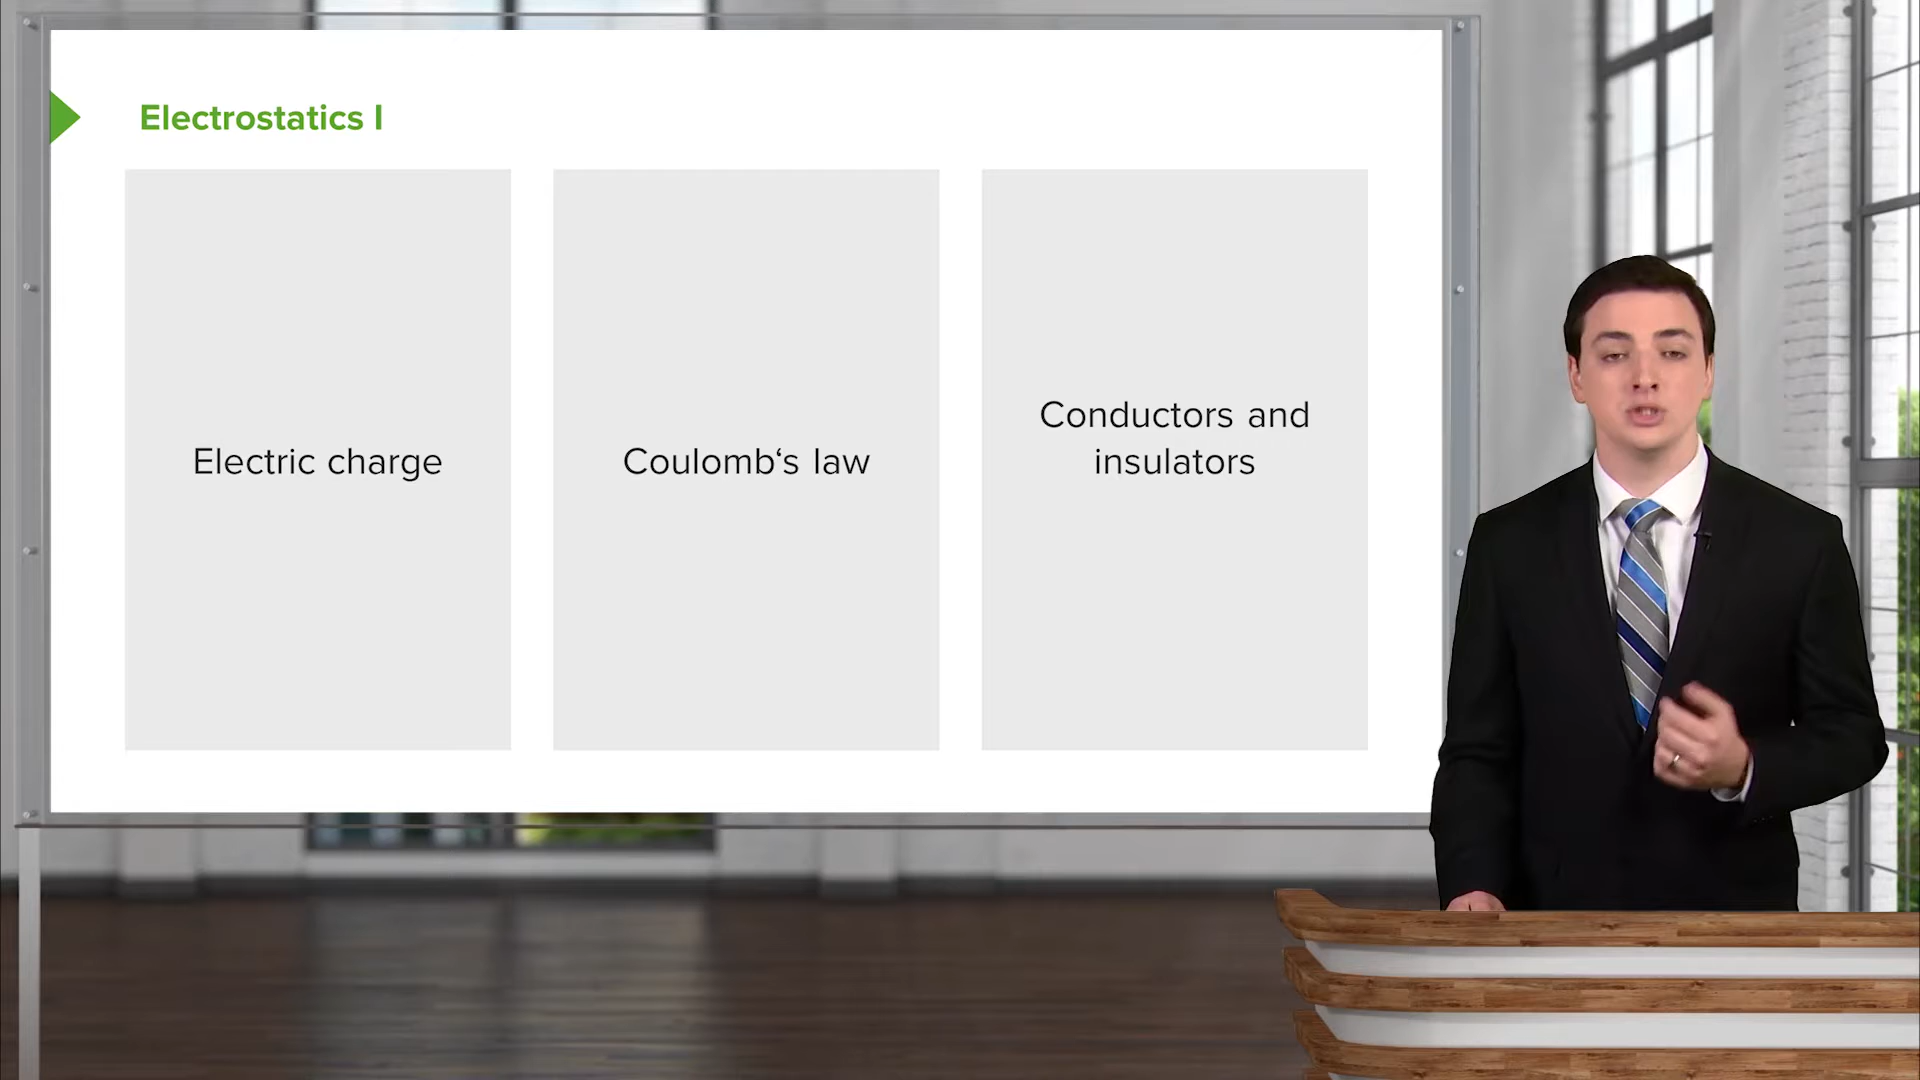 Electrostatics I
Electric charge
Coulomb‘s law
Conductors and
insulators